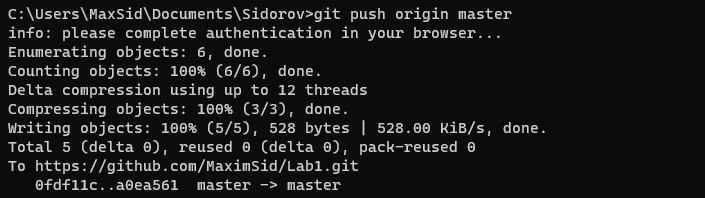 C:\Users\MaxSid\Documents\Sidorov>git push origin master
info: please complete authentication in your browser...
Enumerating objects: 6, done.
Counting objects: 100% (6/6), done.
Delta compression using up to 12 threads
Compressing objects: 100% (3/3), done.
Writing objects: 100% (5/5), 528 bytes | 528.00 KiB/s, done.
Total 5 (delta 0), reused 0 (delta 0), pack-reused 0
To https://github.com/MaximSid/Lab1.git
   0fdf11c..a0ea561  master -> master